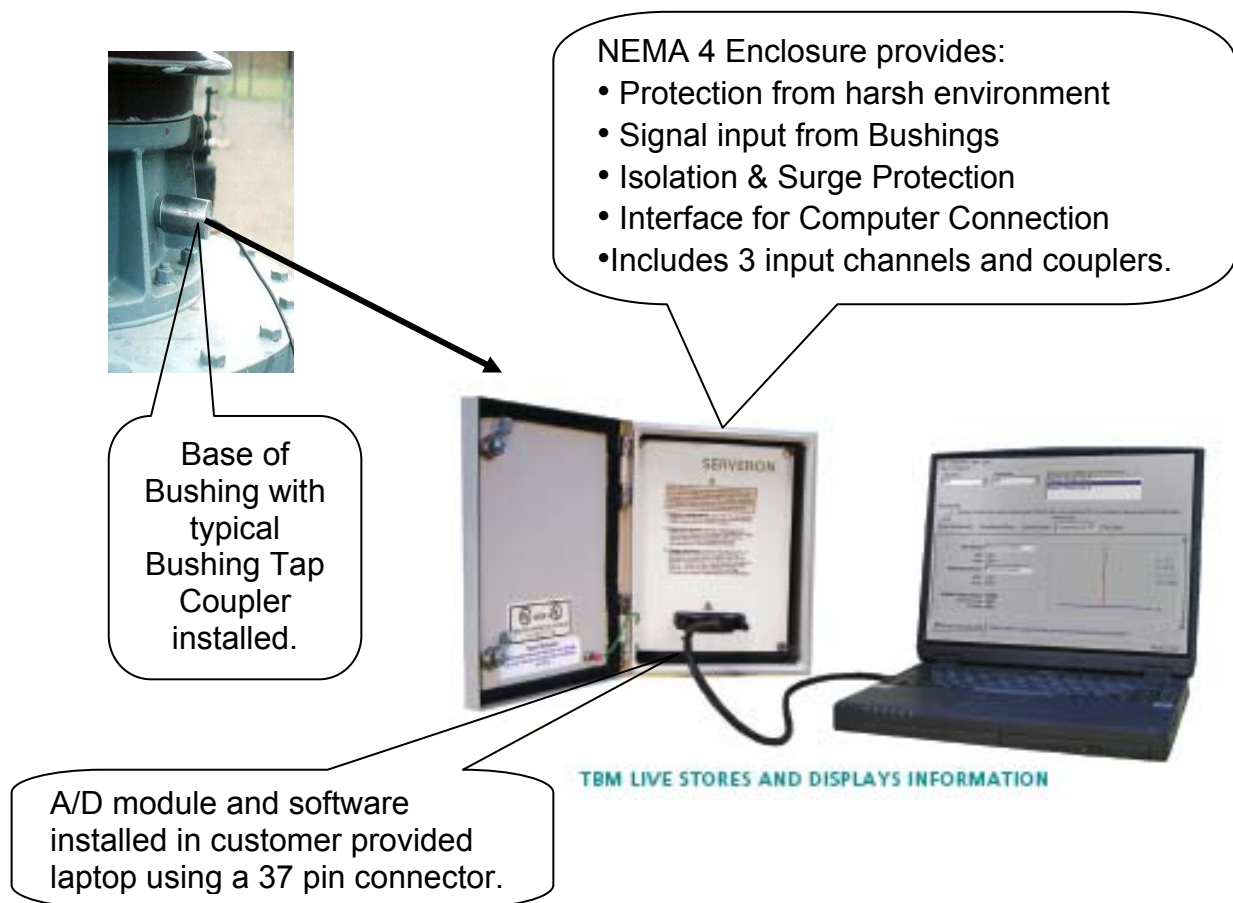 NEMA 4 Enclosure provides:
• Protection from harsh environment
• Signal input from Bushings
• Isolation & Surge Protection
• Interface for Computer Connection
•Includes 3 input channels and couplers.
Base of
Bushing with
typical
Bushing Tap
Coupler
installed.
SERVERON
TBM LIVE STORES AND DISPLAYS INFORMATION
A/D module and software
installed in customer provided
laptop using a 37 pin connector.